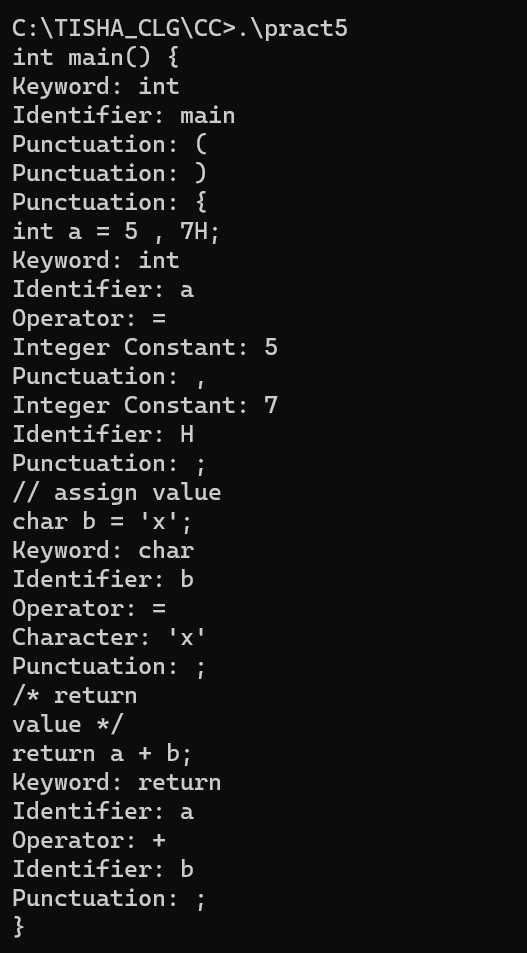 C:\TISHA_CLG\CC>.\pract5
int main() {
Keyword: int
Identifier: main
Punctuation: (
Punctuation: )
Punctuation: {
int a = 5 , 7H;
Keyword: int
Identifier: a
Operator: =
Integer Constant: 5
Punctuation: ,
Integer Constant: 7
Identifier: H
Punctuation: ;
// assign value
char b = 'x';
Keyword: char
Identifier: b
Operator: =
Character: 'x'
Punctuation: ;
/* return
value */
return a + b;
Keyword: return
Identifier: a
Operator: +
Identifier: b
Punctuation: ;
}